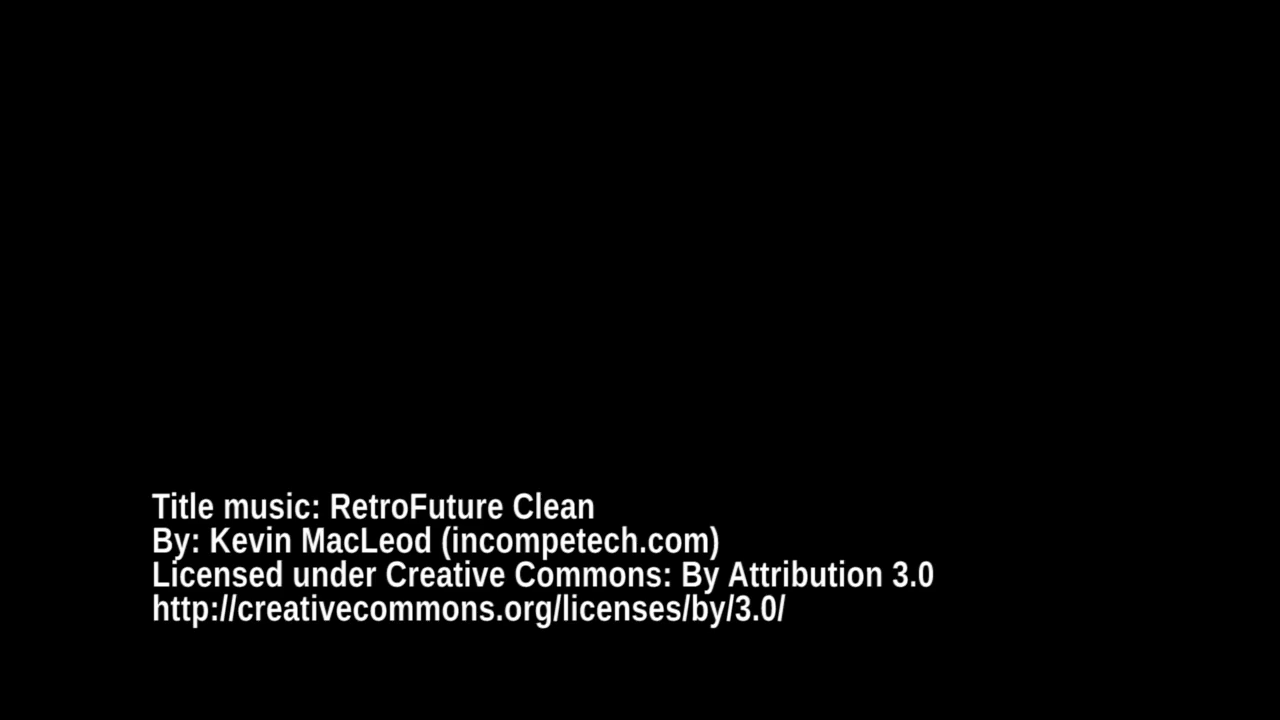 Title music: RetroFuture Clean
By: Kevin MacLeod (incompetech.com)
Licensed under Creative Commons: By Attribution 3.0
http://creativecommons.org/licenses/by/3.0/